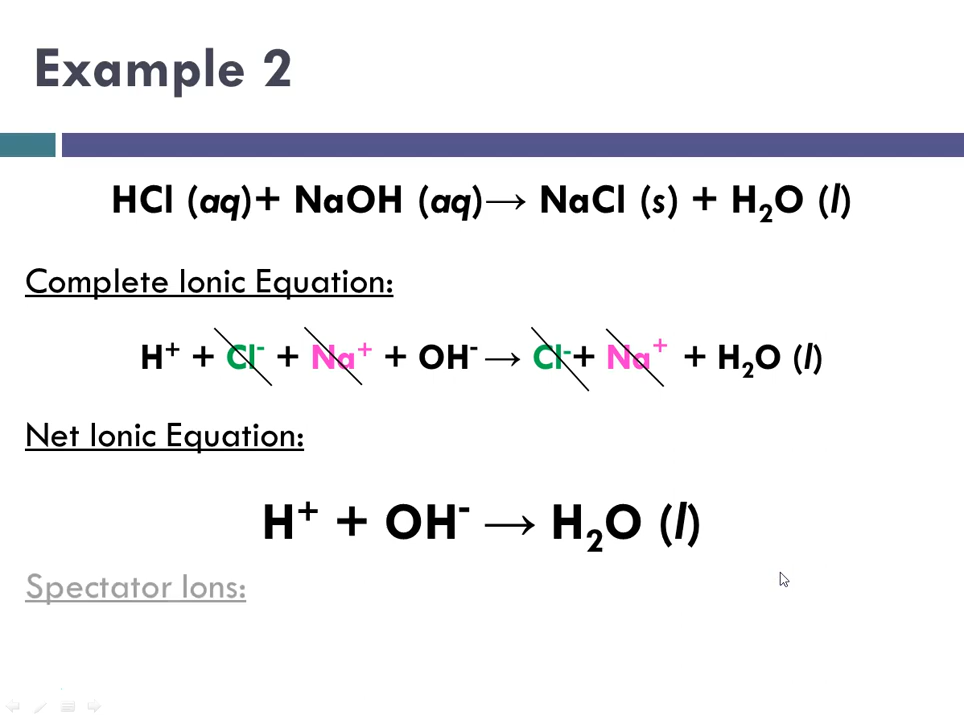 Example 2
HCl (aq)+ NaOH (aq)→ NaCl (s) + H₂O (l)
Complete Ionic Equation:
H⁺ + Cl⁻ + Na⁺ + OH⁻ → Cl⁻+ Na⁺ + H₂O (l)
Net Ionic Equation:
H⁺ + OH⁻ → H₂O (l)
Spectator Ions: